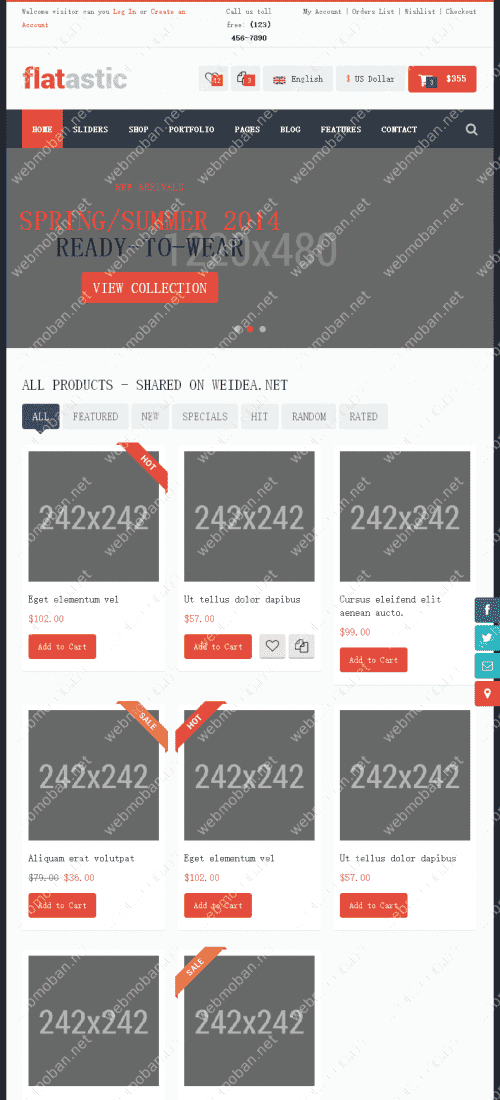 Welcome visitor can you Log In or Create an
Account
Call us toll
free: (123)
456-7890
My Account | Orders List | Wishlist | Checkout
flatastic
42
3
English
$ US Dollar
3
$355
HOME
SLIDERS
SHOP
PORTFOLIO
PAGES
BLOG
FEATURES
CONTACT
NEW ARRIVALS
SPRING/SUMMER 2014
READY-TO-WEAR
1220x480
VIEW COLLECTION
ALL PRODUCTS - SHARED ON WEIDEA.NET
ALL
FEATURED
NEW
SPECIALS
HIT
RANDOM
RATED
HOT
242x242
242x242
242x242
Eget elementum vel
Ut tellus dolor dapibus
Cursus eleifend elit
aenean aucto.
$102.00
$57.00
$99.00
Add to Cart
Add to Cart
Add to Cart
SALE
HOT
242x242
242x242
242x242
Aliquam erat volutpat
Eget elementum vel
Ut tellus dolor dapibus
$79.00 $36.00
$102.00
$57.00
Add to Cart
Add to Cart
Add to Cart
SALE
242x242
242x242
webmoban.net